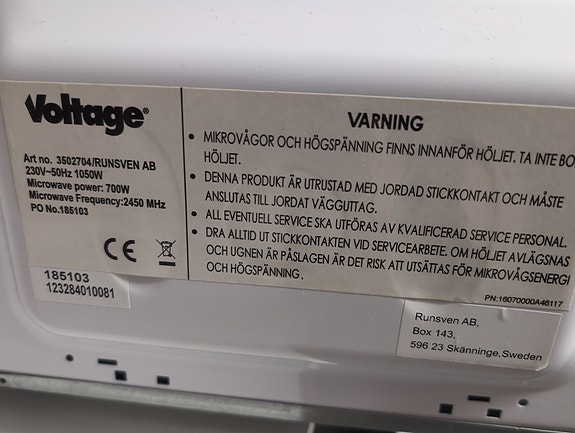 Voltage®
Art no. 3502704/RUNSVEN AB
230V~50Hz 1050W
Microwave power: 700W
Microwave Frequency:2450 MHz
PO No.185103
CE
185103
123284010081
VARNING
• MIKROVÅGOR OCH HÖGSPÄNNING FINNS INNANFÖR HÖLJET. TA INTE BO
HÖLJET.
• DENNA PRODUKT ÄR UTRUSTAD MED JORDAD STICKKONTAKT OCH MÅSTE
ANSLUTAS TILL JORDAT VÄGGUTTAG.
• ALL EVENTUELL SERVICE SKA UTFÖRAS AV KVALIFICERAD SERVICE PERSONAL.
• DRA ALLTID UT STICKKONTAKTEN VID SERVICEARBETE. OM HÖLJET AVLÄGSNAS
OCH UGNEN ÄR PÅSLAGEN ÄR DET RISK ATT UTSÄTTAS FÖR MIKROVÅGSENERGI
OCH HÖGSPÄNNING.
PN:16070000A46117
Runsven AB,
Box 143,
596 23 Skänninge,Sweden